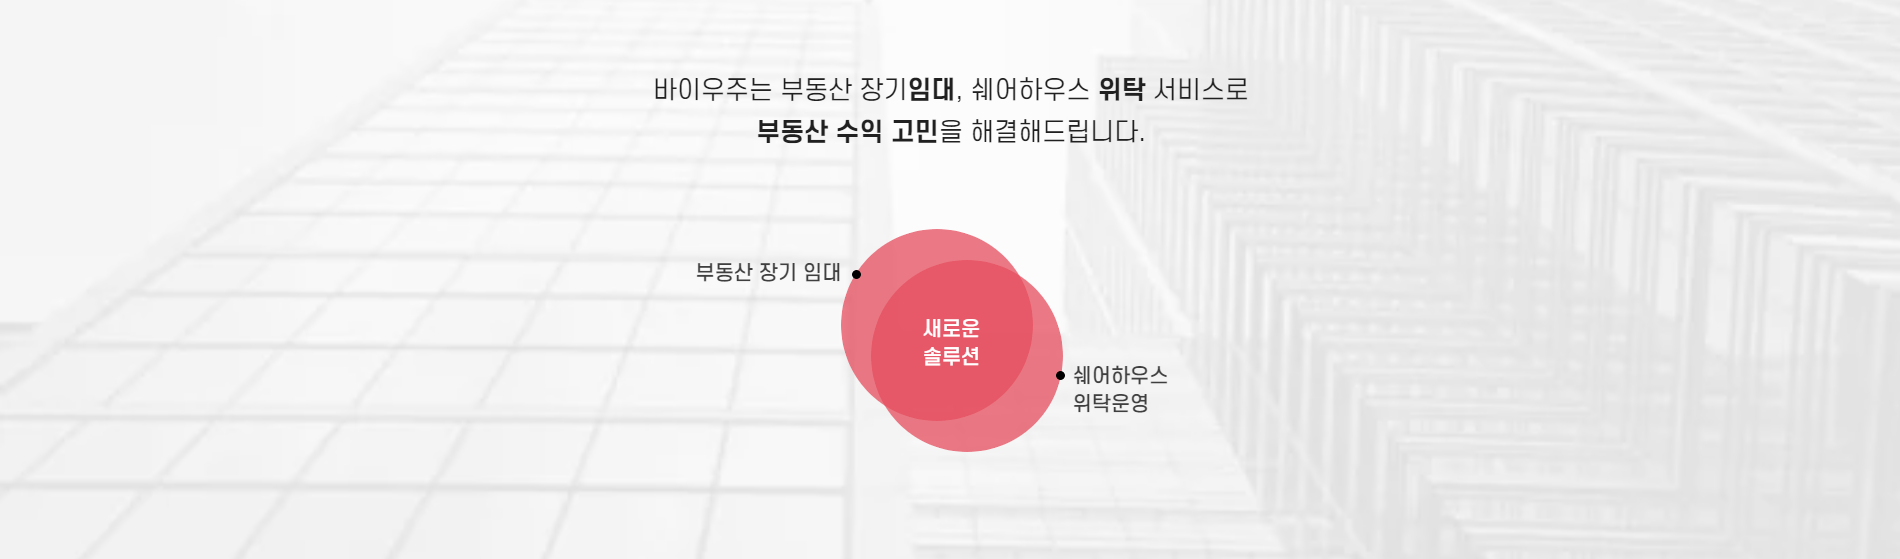 바이우주는 부동산 장기임대, 쉐어하우스 위탁 서비스로
부동산 수익 고민을 해결해드립니다.
부동산 장기 임대
새로운
솔루션
쉐어하우스
위탁운영